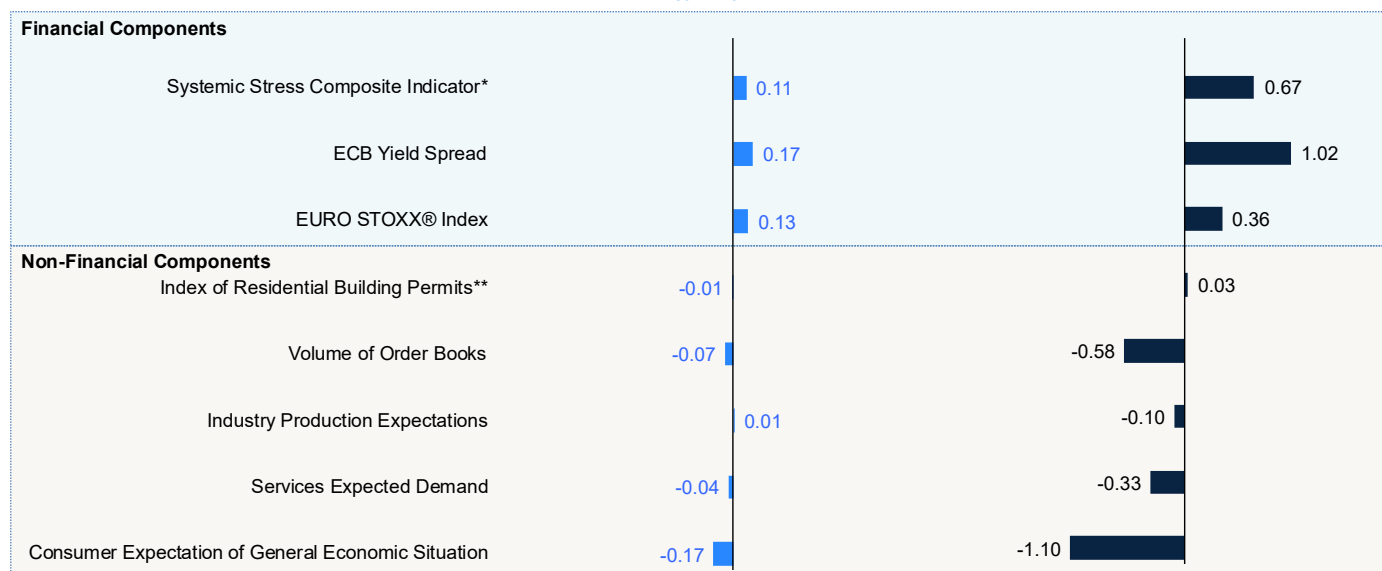 Financial Components
Systemic Stress Composite Indicator* 0.11 0.67
ECB Yield Spread 0.17 1.02
EURO STOXX® Index 0.13 0.36
Non-Financial Components
Index of Residential Building Permits** -0.01 0.03
Volume of Order Books -0.07 -0.58
Industry Production Expectations 0.01 -0.10
Services Expected Demand -0.04 -0.33
Consumer Expectation of General Economic Situation -0.17 -1.10